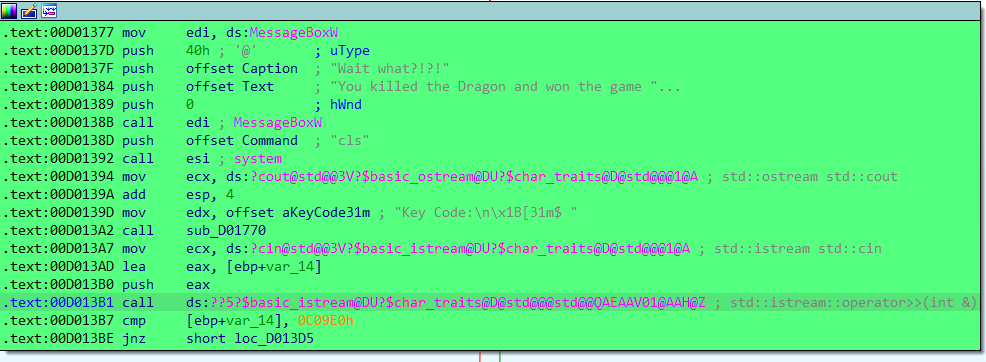 .text:00D01377 mov     edi, ds:MessageBoxW
.text:00D0137D push    40h ; '@'       ; uType
.text:00D0137F push    offset Caption  ; "Wait what?!?!"
.text:00D01384 push    offset Text     ; "You killed the Dragon and won the game "...
.text:00D01389 push    0               ; hWnd
.text:00D0138B call    edi ; MessageBoxW
.text:00D0138D push    offset Command  ; "cls"
.text:00D01392 call    esi ; system
.text:00D01394 mov     ecx, ds:?cout@std@@3V?$basic_ostream@DU?$char_traits@D@std@@@1@A ; std::ostream std::cout
.text:00D0139A add     esp, 4
.text:00D0139D mov     edx, offset aKeyCode31m ; "Key Code:\n\x1B[31m$ "
.text:00D013A2 call    sub_D01770
.text:00D013A7 mov     ecx, ds:?cin@std@@3V?$basic_istream@DU?$char_traits@D@std@@@1@A ; std::istream std::cin
.text:00D013AD lea     eax, [ebp+var_14]
.text:00D013B0 push    eax
.text:00D013B1 call    ds:??5?$basic_istream@DU?$char_traits@D@std@@@std@@QAEAAV01@AAH@Z ; std::istream::operator>>(int &)
.text:00D013B7 cmp     [ebp+var_14], 0C09E0h
.text:00D013BE jnz     short loc_D013D5